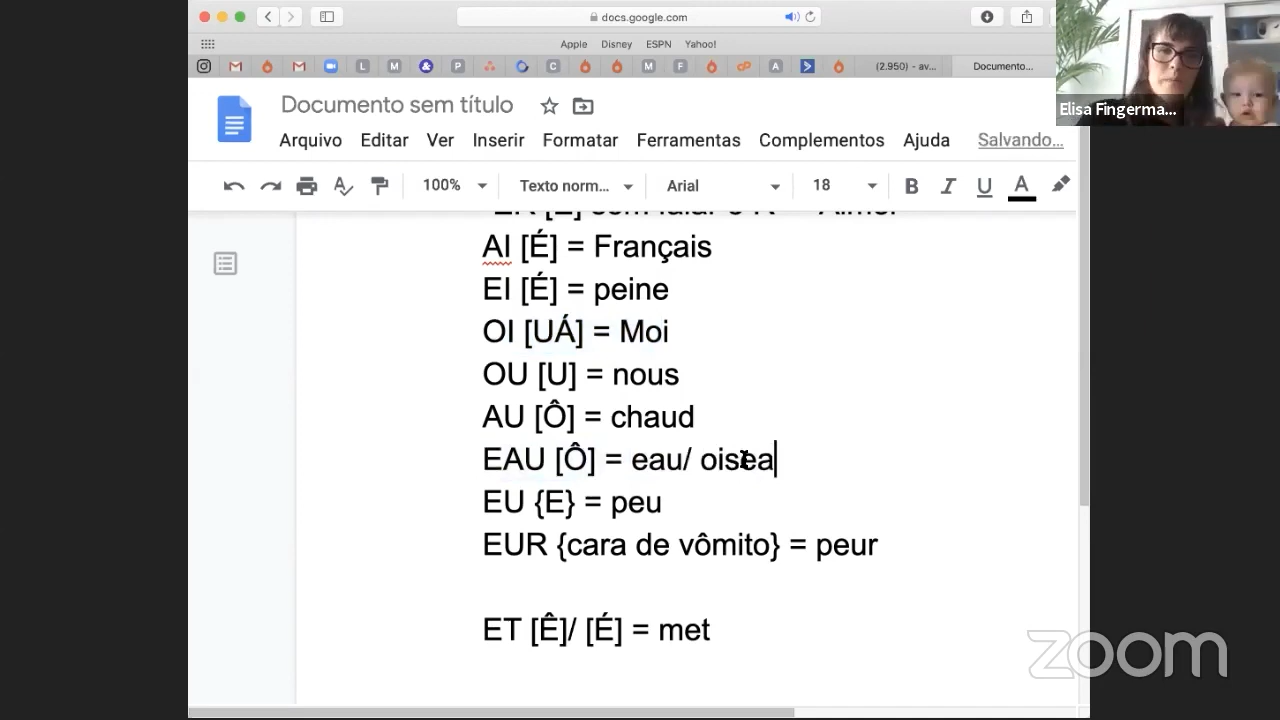 docs.google.com
Apple Disney ESPN Yahoo!
(2.950) - av... Documento...
Elisa Fingerma...
Documento sem título
Arquivo Editar Ver Inserir Formatar Ferramentas Complementos Ajuda Salvando...
100% Texto norm... Arial 18 B I U A
AI [É] = Français
EI [É] = peine
OI [UÁ] = Moi
OU [U] = nous
AU [Ô] = chaud
EAU [Ô] = eau/ oisea
EU {E} = peu
EUR {cara de vômito} = peur
ET [Ê]/ [É] = met
zoom